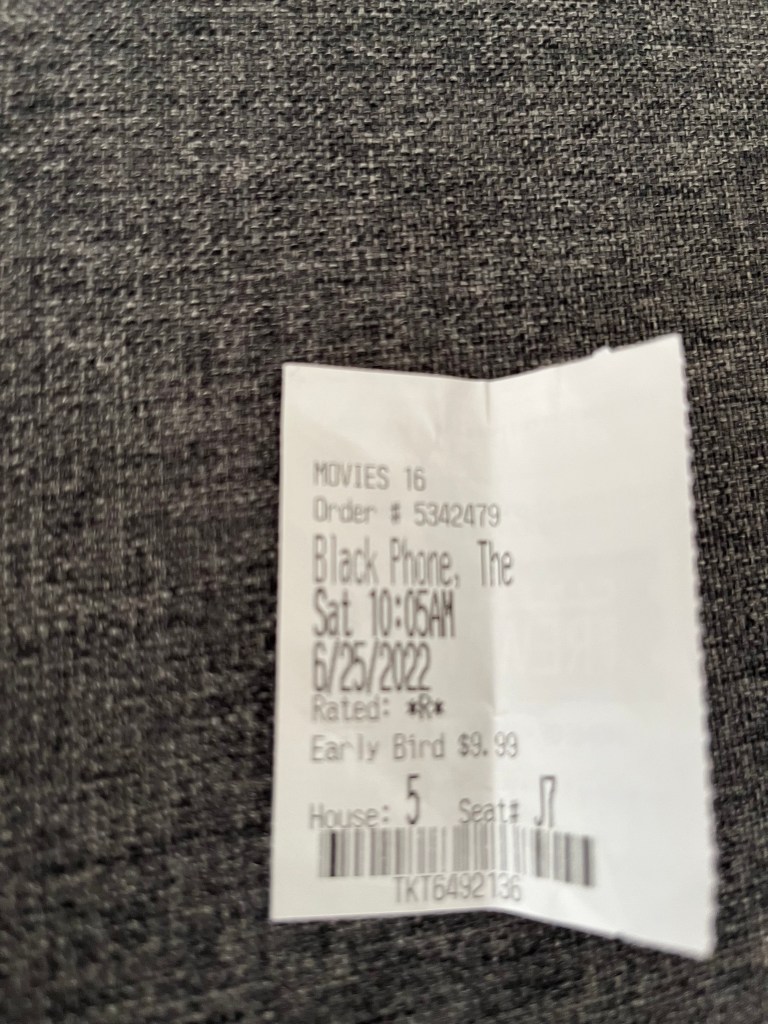 MOVIES 16
Order # 5342479
Black Phone, The
Sat 10:05AM
6/25/2022
Rated: *R*
Early Bird $9.99
House: 5 Seat# J7
TKT6492136